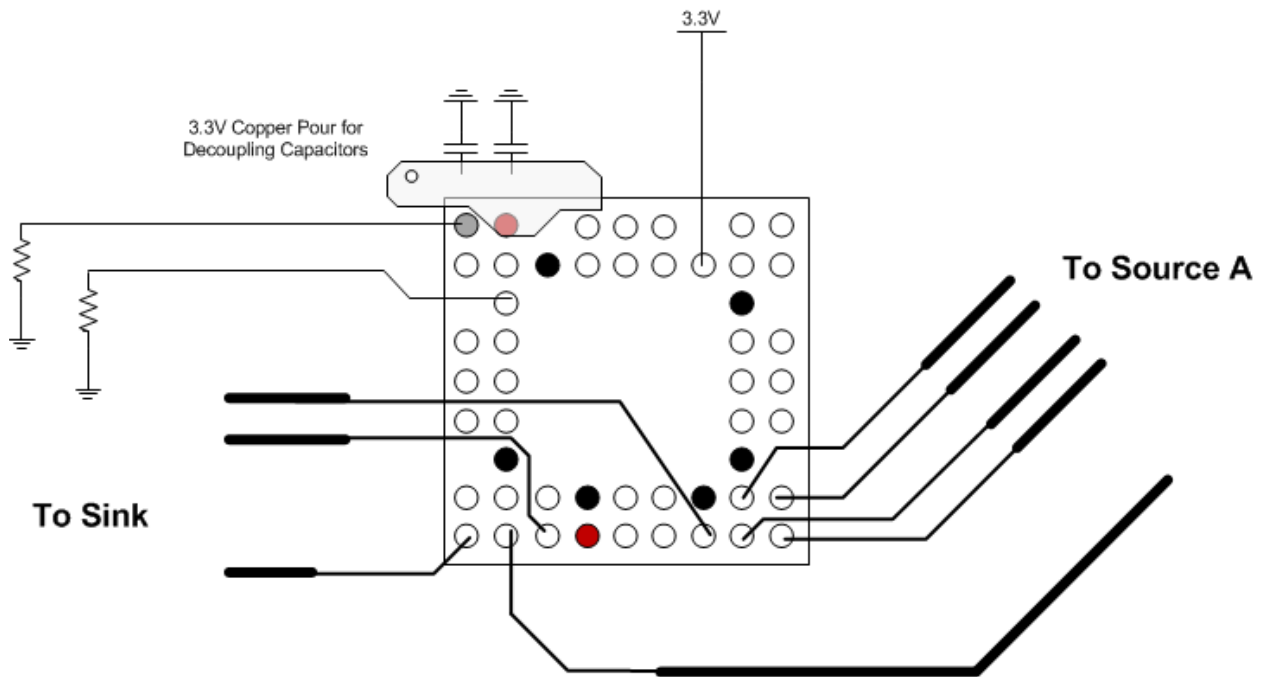 3.3V
3.3V Copper Pour for
Decoupling Capacitors
To Source A
To Sink